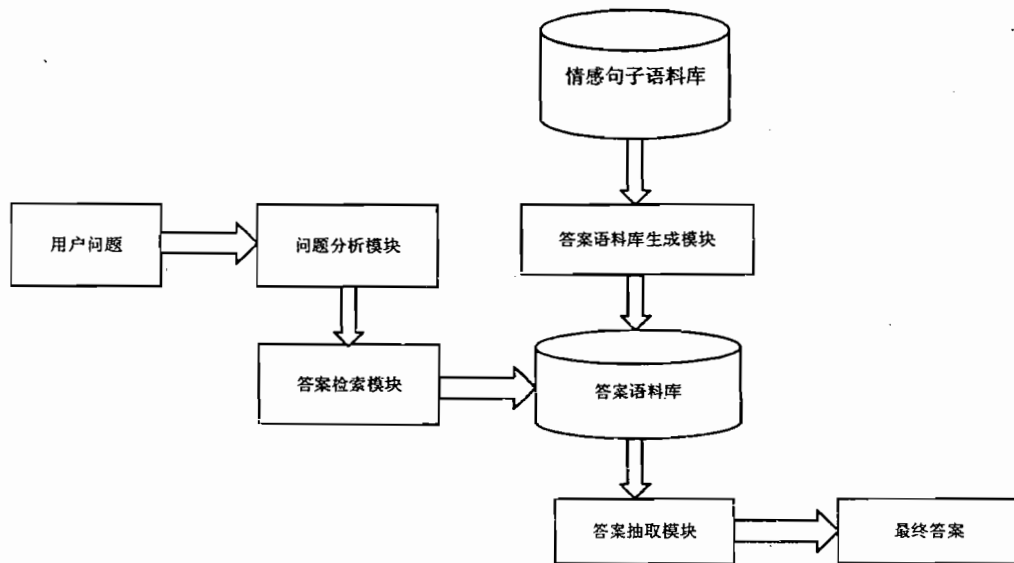 情感句子语料库
用户问题
问题分析模块
答案语料库生成模块
答案检索模块
答案语料库
答案抽取模块
最终答案